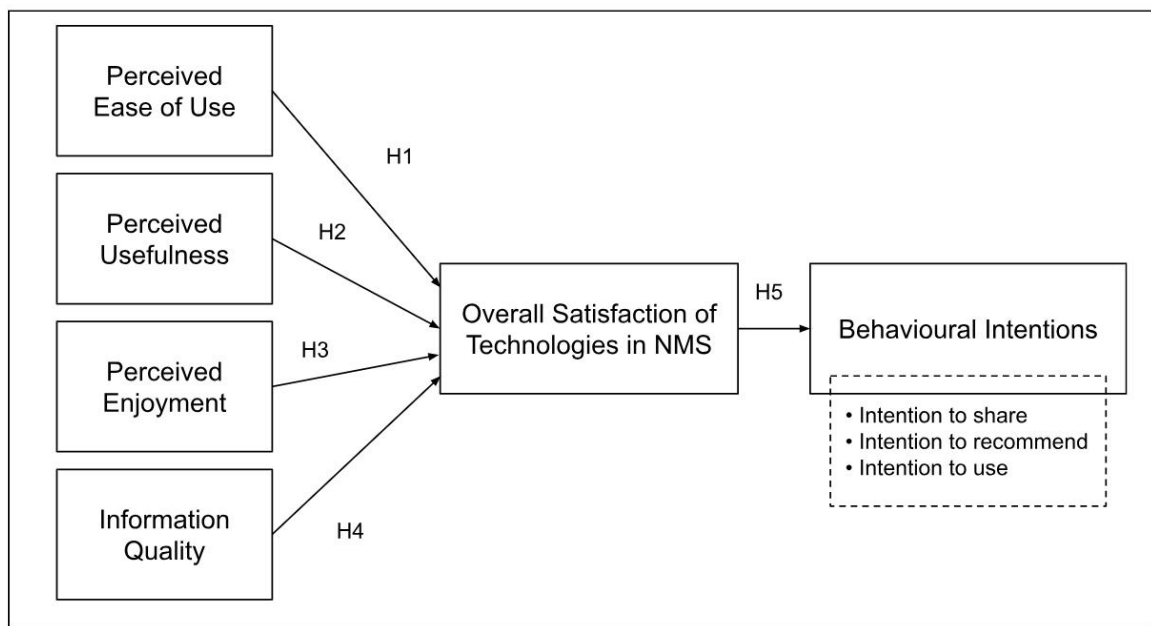 Perceived
Ease of Use
H1
Perceived
Usefulness
H2
Perceived
Enjoyment
H3
Information
Quality
H4
Overall Satisfaction of
Technologies in NMS
H5
Behavioural Intentions
• Intention to share
• Intention to recommend
• Intention to use